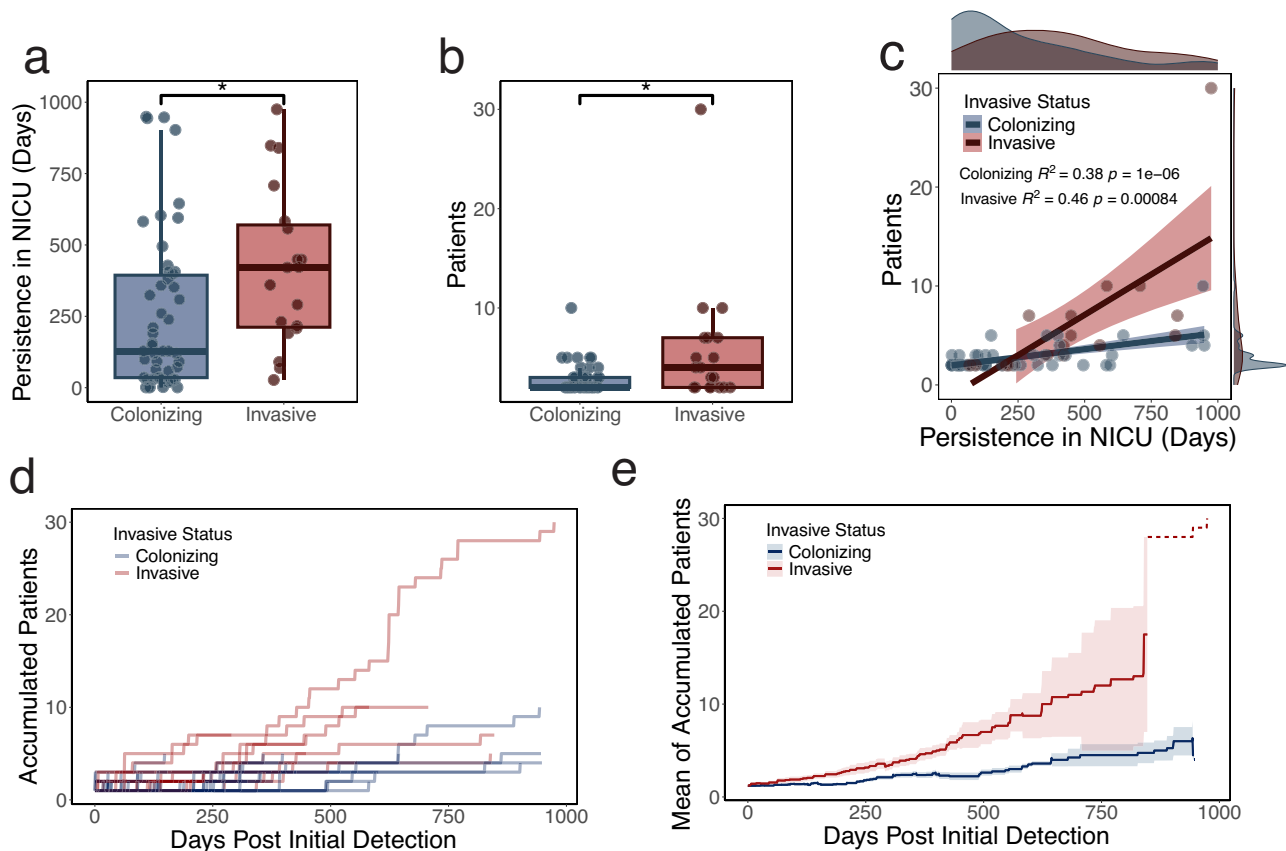 a
Persistence in NICU (Days)
1000
750
500
250
0
*
Colonizing
Invasive
b
Patients
30
20
10
*
Colonizing
Invasive
c
Patients
30
20
10
0
Invasive Status
Colonizing
Invasive
Colonizing R² = 0.38 p = 1e−06
Invasive R² = 0.46 p = 0.00084
0 250 500 750 1000
Persistence in NICU (Days)
d
Accumulated Patients
30
20
10
0
Invasive Status
Colonizing
Invasive
0 250 500 750 1000
Days Post Initial Detection
e
Mean of Accumulated Patients
30
20
10
0
Invasive Status
Colonizing
Invasive
0 250 500 750 1000
Days Post Initial Detection